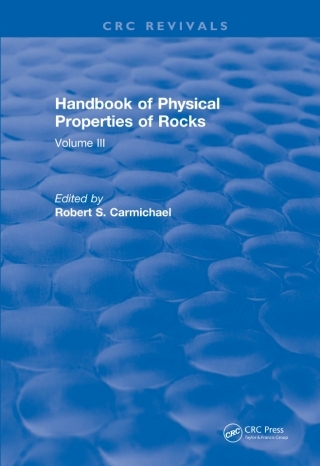 CRC REVIVALS
Handbook of Physical
Properties of Rocks
Volume III
Edited by
Robert S. Carmichael
CRC
CRC Press
Taylor & Francis Group